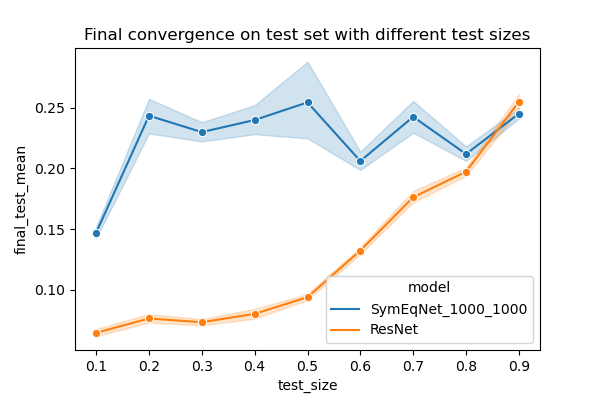 Final convergence on test set with different test sizes
final_test_mean
0.25
0.20
0.15
0.10
model
SymEqNet_1000_1000
ResNet
0.1 0.2 0.3 0.4 0.5 0.6 0.7 0.8 0.9
test_size